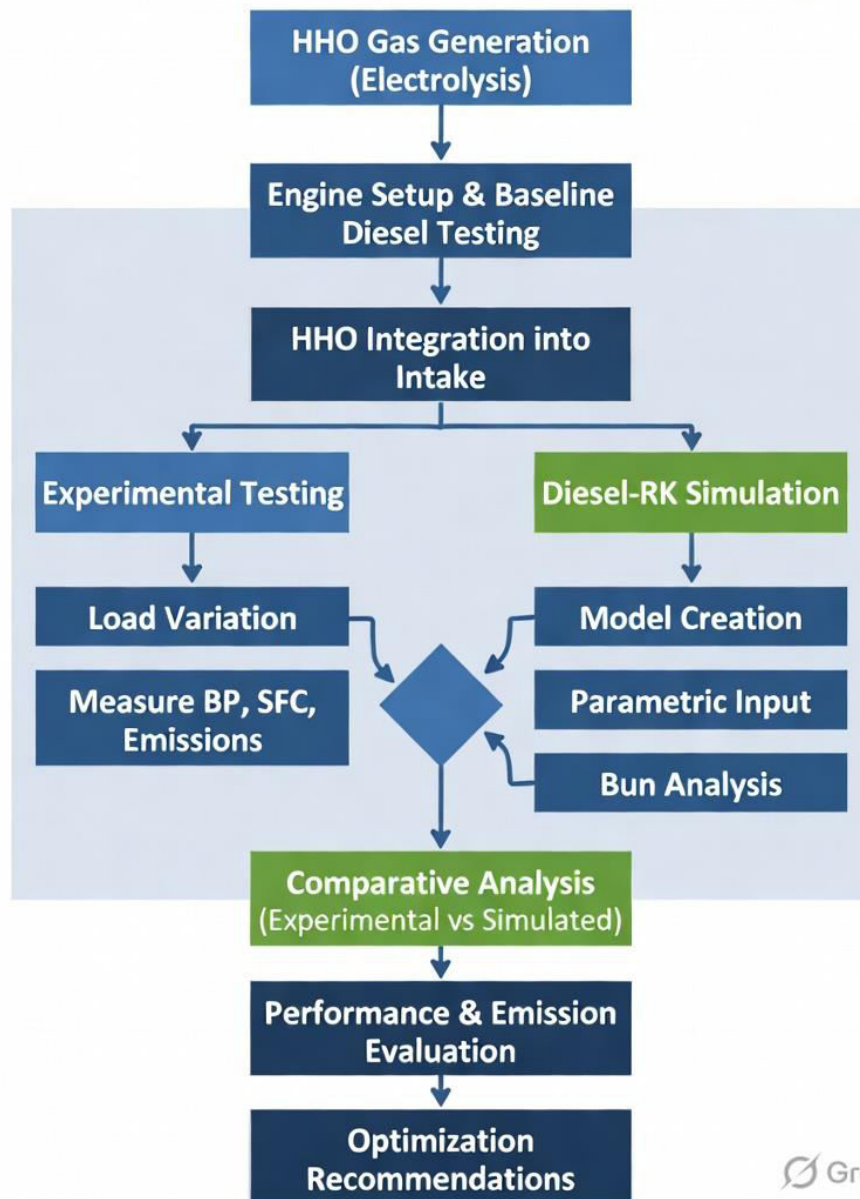 HHO Gas Generation
(Electrolysis)
Engine Setup & Baseline
Diesel Testing
HHO Integration into
Intake
Experimental Testing
Diesel-RK Simulation
Load Variation
Model Creation
Measure BP, SFC,
Emissions
Parametric Input
Bun Analysis
Comparative Analysis
(Experimental vs Simulated)
Performance & Emission
Evaluation
Optimization
Recommendations
Gr